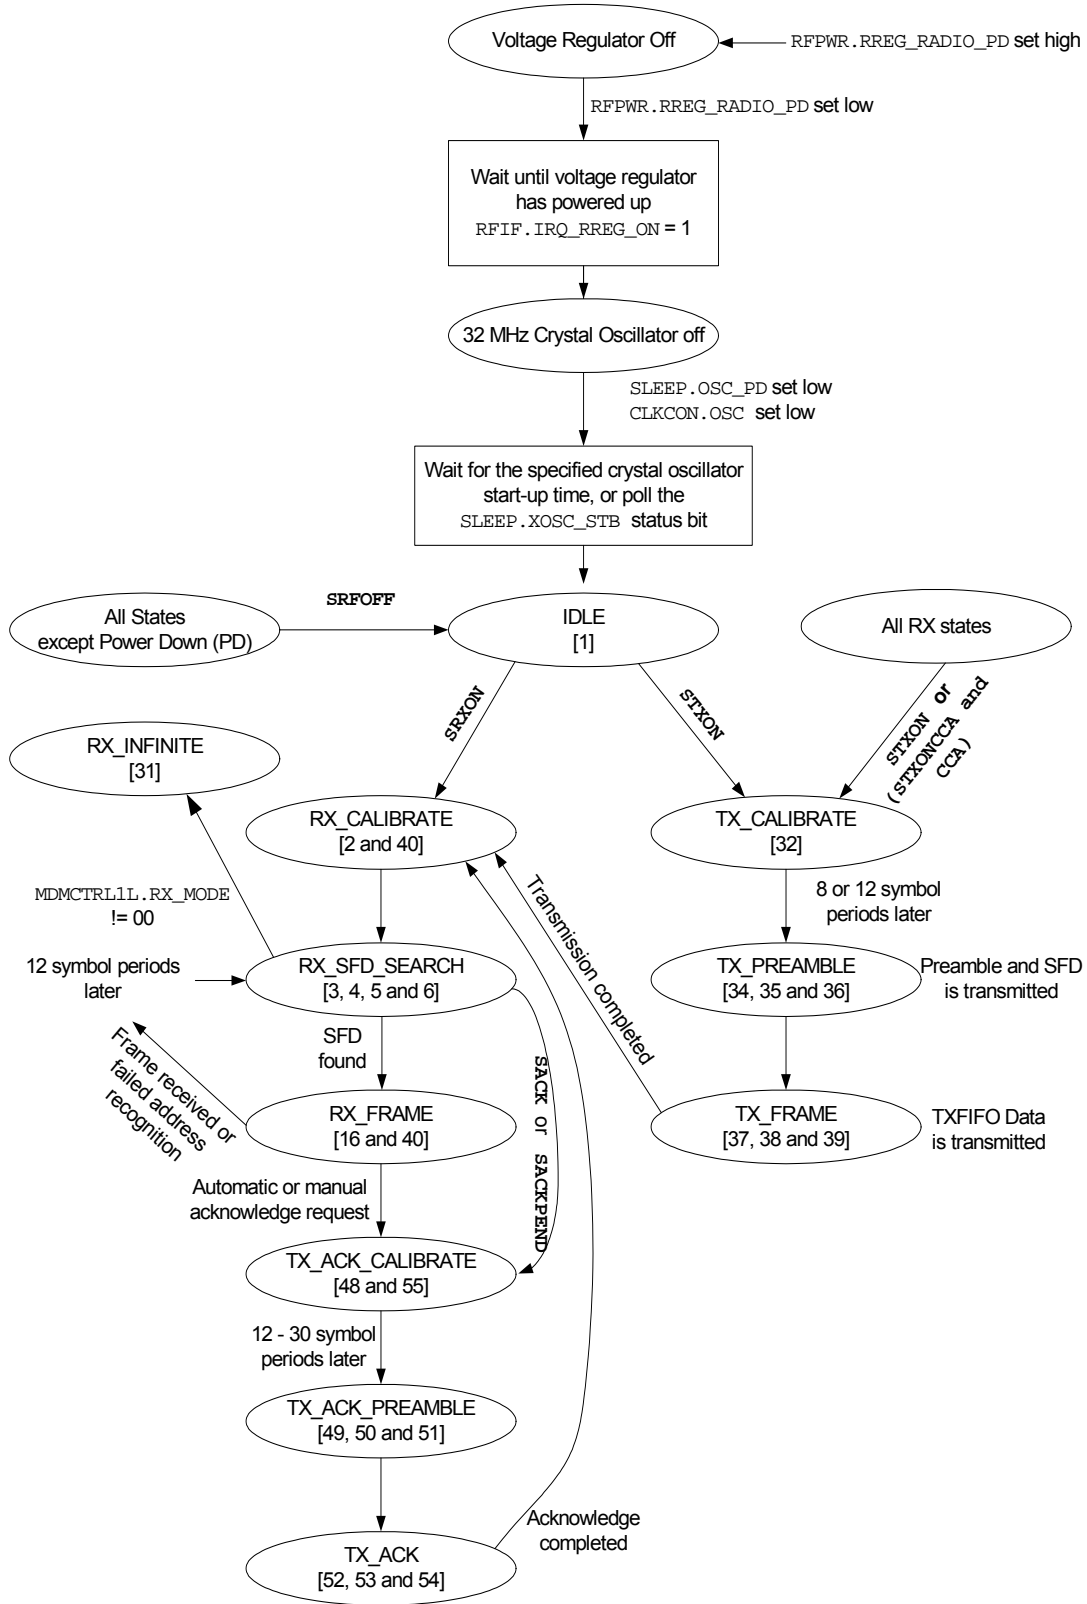 Voltage Regulator Off
RFPWR.RREG_RADIO_PD set high
RFPWR.RREG_RADIO_PD set low
Wait until voltage regulator
has powered up
RFIF.IRQ_RREG_ON = 1
32 MHz Crystal Oscillator off
SLEEP.OSC_PD set low
CLKCON.OSC set low
Wait for the specified crystal oscillator
start-up time, or poll the
SLEEP.XOSC_STB status bit
All States
except Power Down (PD)
SRFOFF
IDLE
[1]
All RX states
SRXON
STXON
STXON or
(STXONCCA and
CCA)
RX_INFINITE
[31]
RX_CALIBRATE
[2 and 40]
TX_CALIBRATE
[32]
MDMCTRL1L.RX_MODE
!= 00
8 or 12 symbol
periods later
Transmission completed
12 symbol periods
later
RX_SFD_SEARCH
[3, 4, 5 and 6]
TX_PREAMBLE
[34, 35 and 36]
Preamble and SFD
is transmitted
SFD
found
Frame received or
failed address
recognition
SACK or SACKPEND
RX_FRAME
[16 and 40]
TX_FRAME
[37, 38 and 39]
TXFIFO Data
is transmitted
Automatic or manual
acknowledge request
TX_ACK_CALIBRATE
[48 and 55]
12 - 30 symbol
periods later
TX_ACK_PREAMBLE
[49, 50 and 51]
Acknowledge
completed
TX_ACK
[52, 53 and 54]